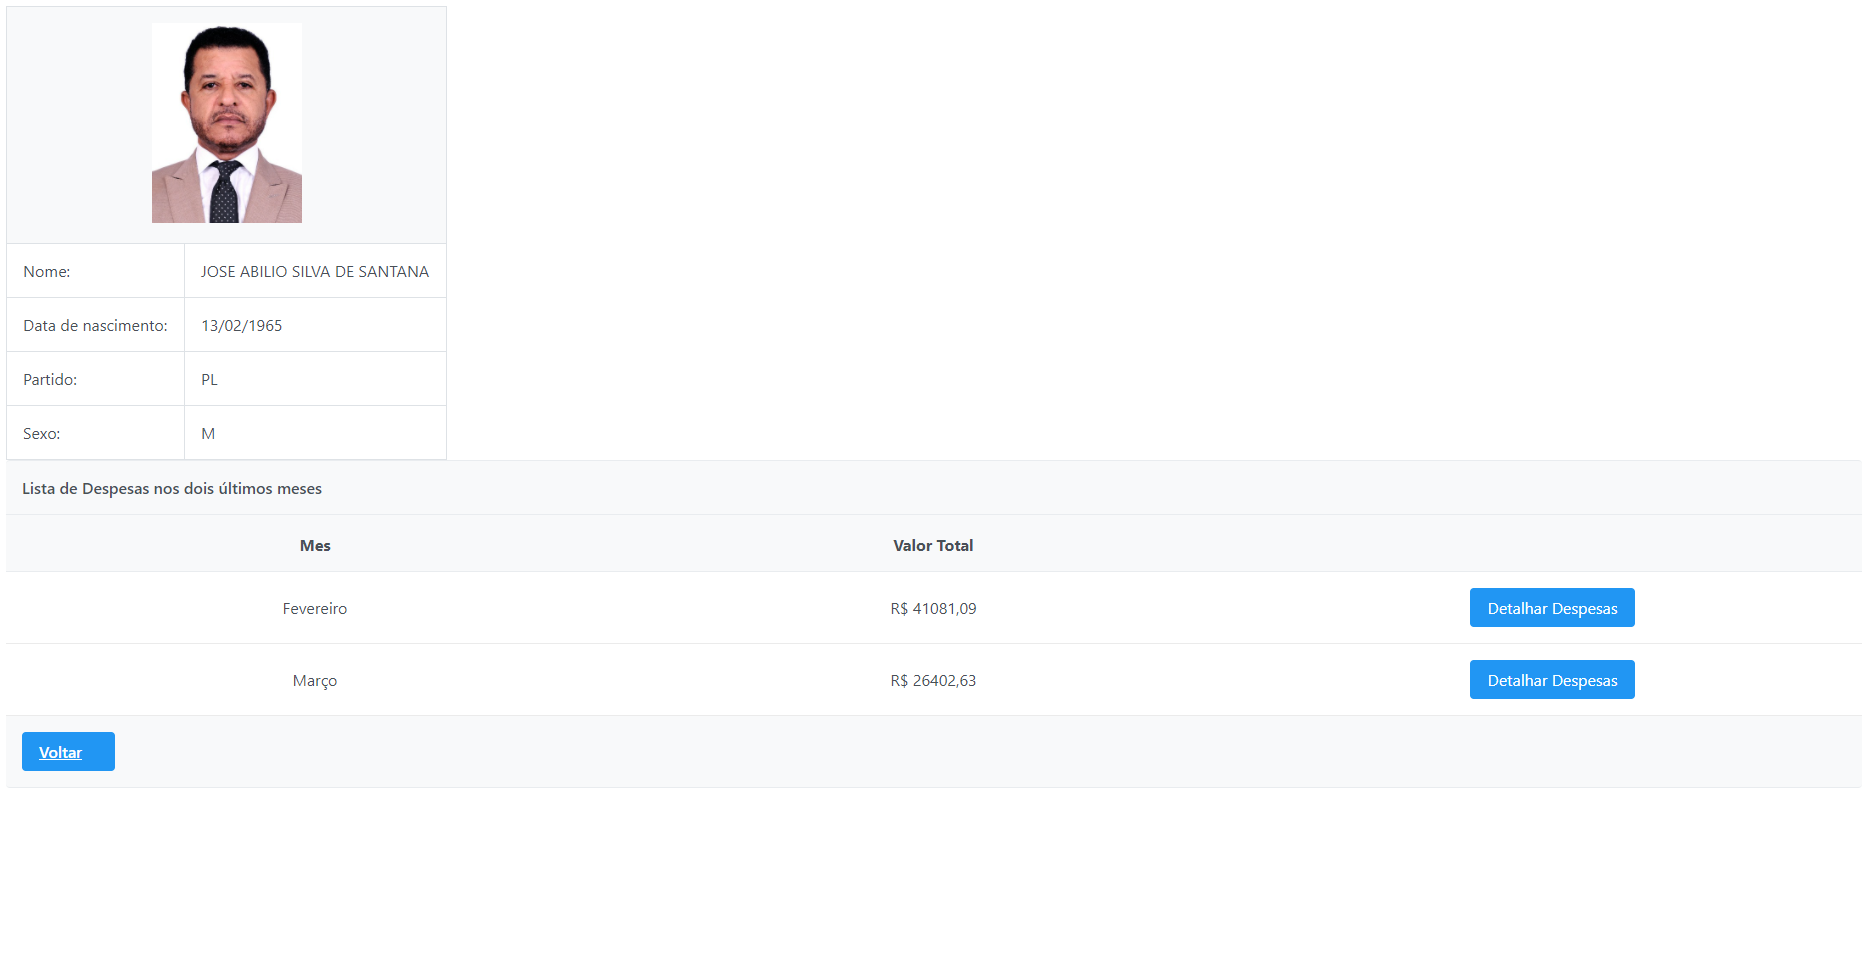 Nome: JOSE ABILIO SILVA DE SANTANA
Data de nascimento: 13/02/1965
Partido: PL
Sexo: M
Lista de Despesas nos dois últimos meses
Mes Valor Total
Fevereiro R$ 41081,09 Detalhar Despesas
Março R$ 26402,63 Detalhar Despesas
Voltar